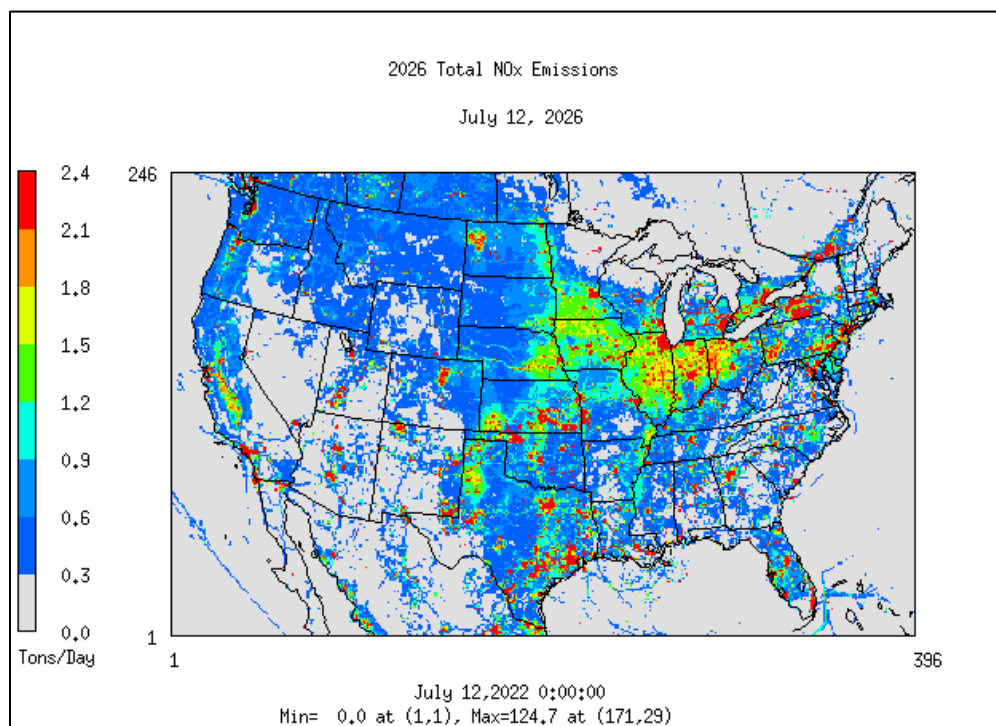 2026 Total NOx Emissions
July 12, 2026
2.4
2.1
1.8
1.5
1.2
0.9
0.6
0.3
0.0
Tons/Day
246
1
1
396
July 12,2022 0:00:00
Min=  0.0 at (1,1), Max=124.7 at (171,29)